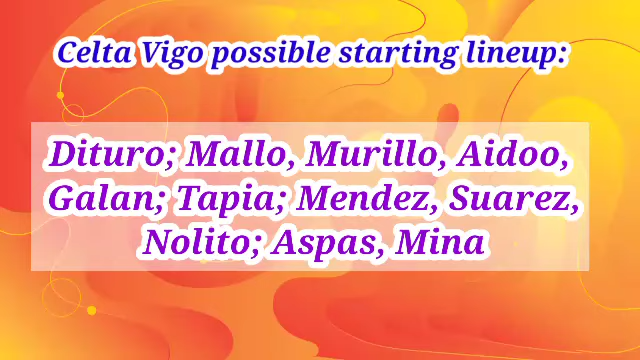 Celta Vigo possible starting lineup:
Dituro; Mallo, Murillo, Aidoo,
Galan; Tapia; Mendez, Suarez,
Nolito; Aspas, Mina